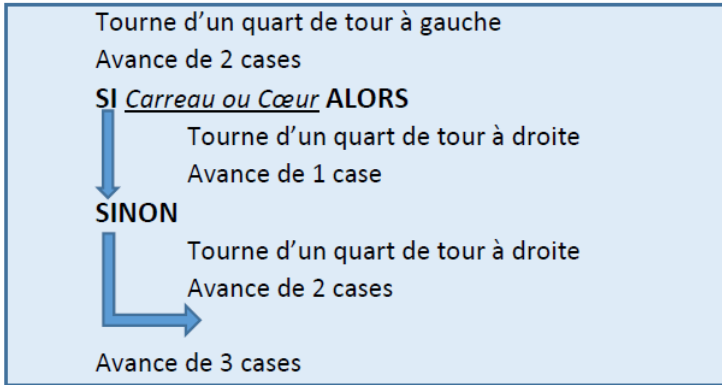 Tourne d’un quart de tour à gauche
Avance de 2 cases
SI Carreau ou Cœur ALORS
Tourne d’un quart de tour à droite
Avance de 1 case
SINON
Tourne d’un quart de tour à droite
Avance de 2 cases
Avance de 3 cases